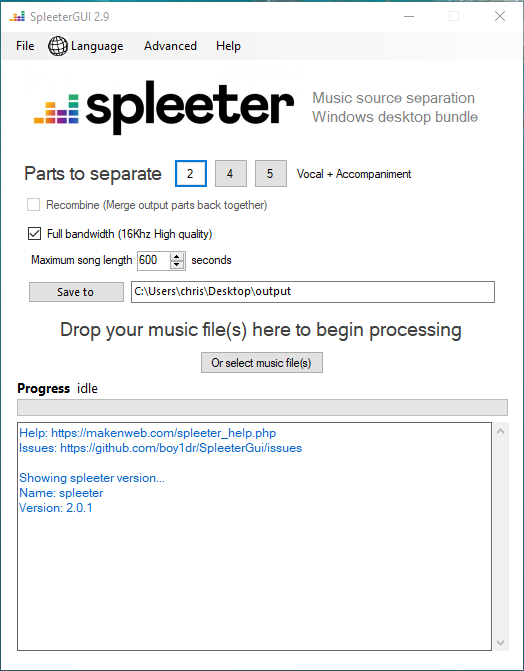 SpleeterGUI 2.9
File Language Advanced Help
spleeter
Music source separation
Windows desktop bundle
Parts to separate 2 4 5 Vocal + Accompaniment
Recombine (Merge output parts back together)
Full bandwidth (16Khz High quality)
Maximum song length 600 seconds
Save to C:\Users\chris\Desktop\output
Drop your music file(s) here to begin processing
Or select music file(s)
Progress idle
Help: https://makenweb.com/spleeter_help.php
Issues: https://github.com/boy1dr/SpleeterGui/issues
Showing spleeter version...
Name: spleeter
Version: 2.0.1